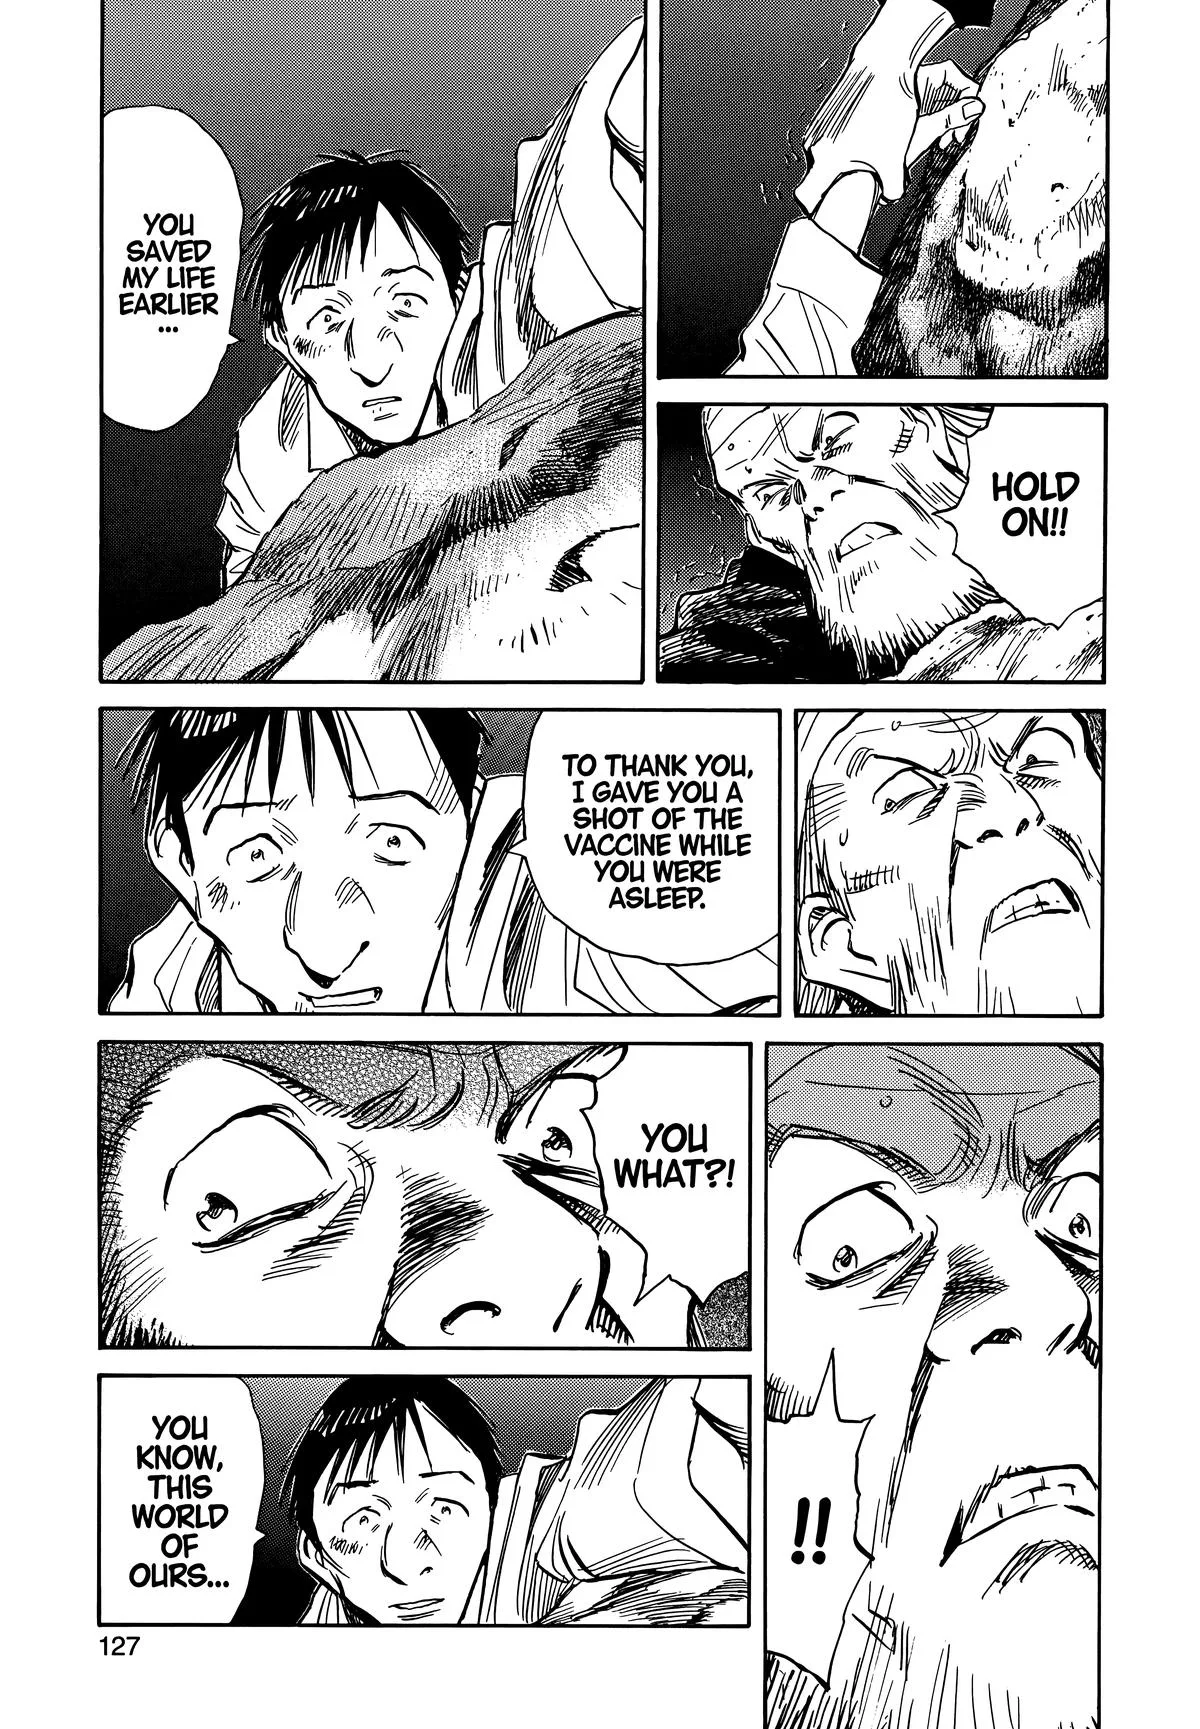 HOLD
ON!!
YOU
SAVED
MY LIFE
EARLIER
...
TO THANK YOU,
I GAVE YOU A
SHOT OF THE
VACCINE WHILE
YOU WERE
ASLEEP.
!!
YOU
WHAT?!
YOU
KNOW,
THIS
WORLD
OF
OURS...
127